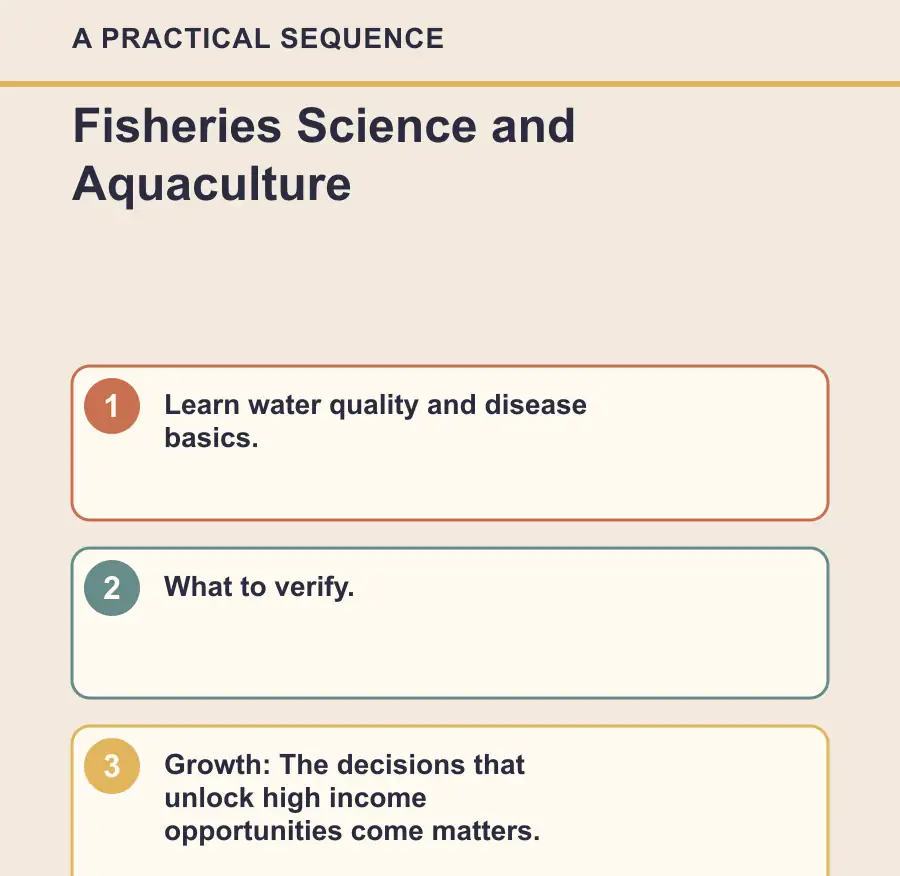 A PRACTICAL SEQUENCE
Fisheries Science and
Aquaculture
1
Learn water quality and disease
basics.
2
What to verify.
3
Growth: The decisions that
unlock high income
opportunities come matters.